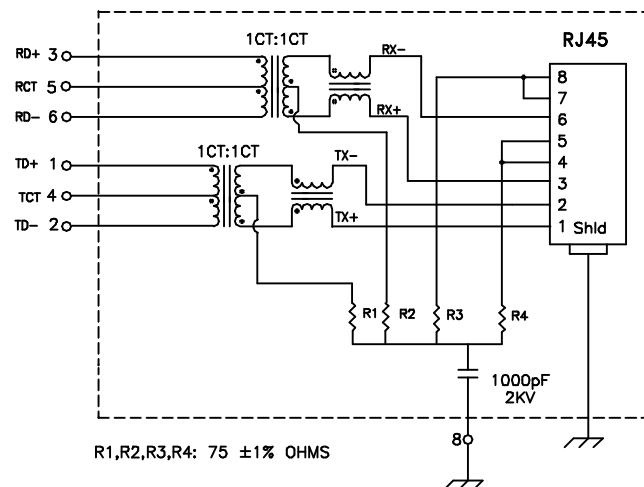 1CT:1CT
RJ45
RD+ 3
RCT 5
RD- 6
RX-
RX+
8
7
6
5
4
3
2
1 Shld
TD+ 1
TCT 4
TD- 2
1CT:1CT
TX-
TX+
R1
R2
R3
R4
1000pF
2KV
8
R1,R2,R3,R4: 75 ±1% OHMS